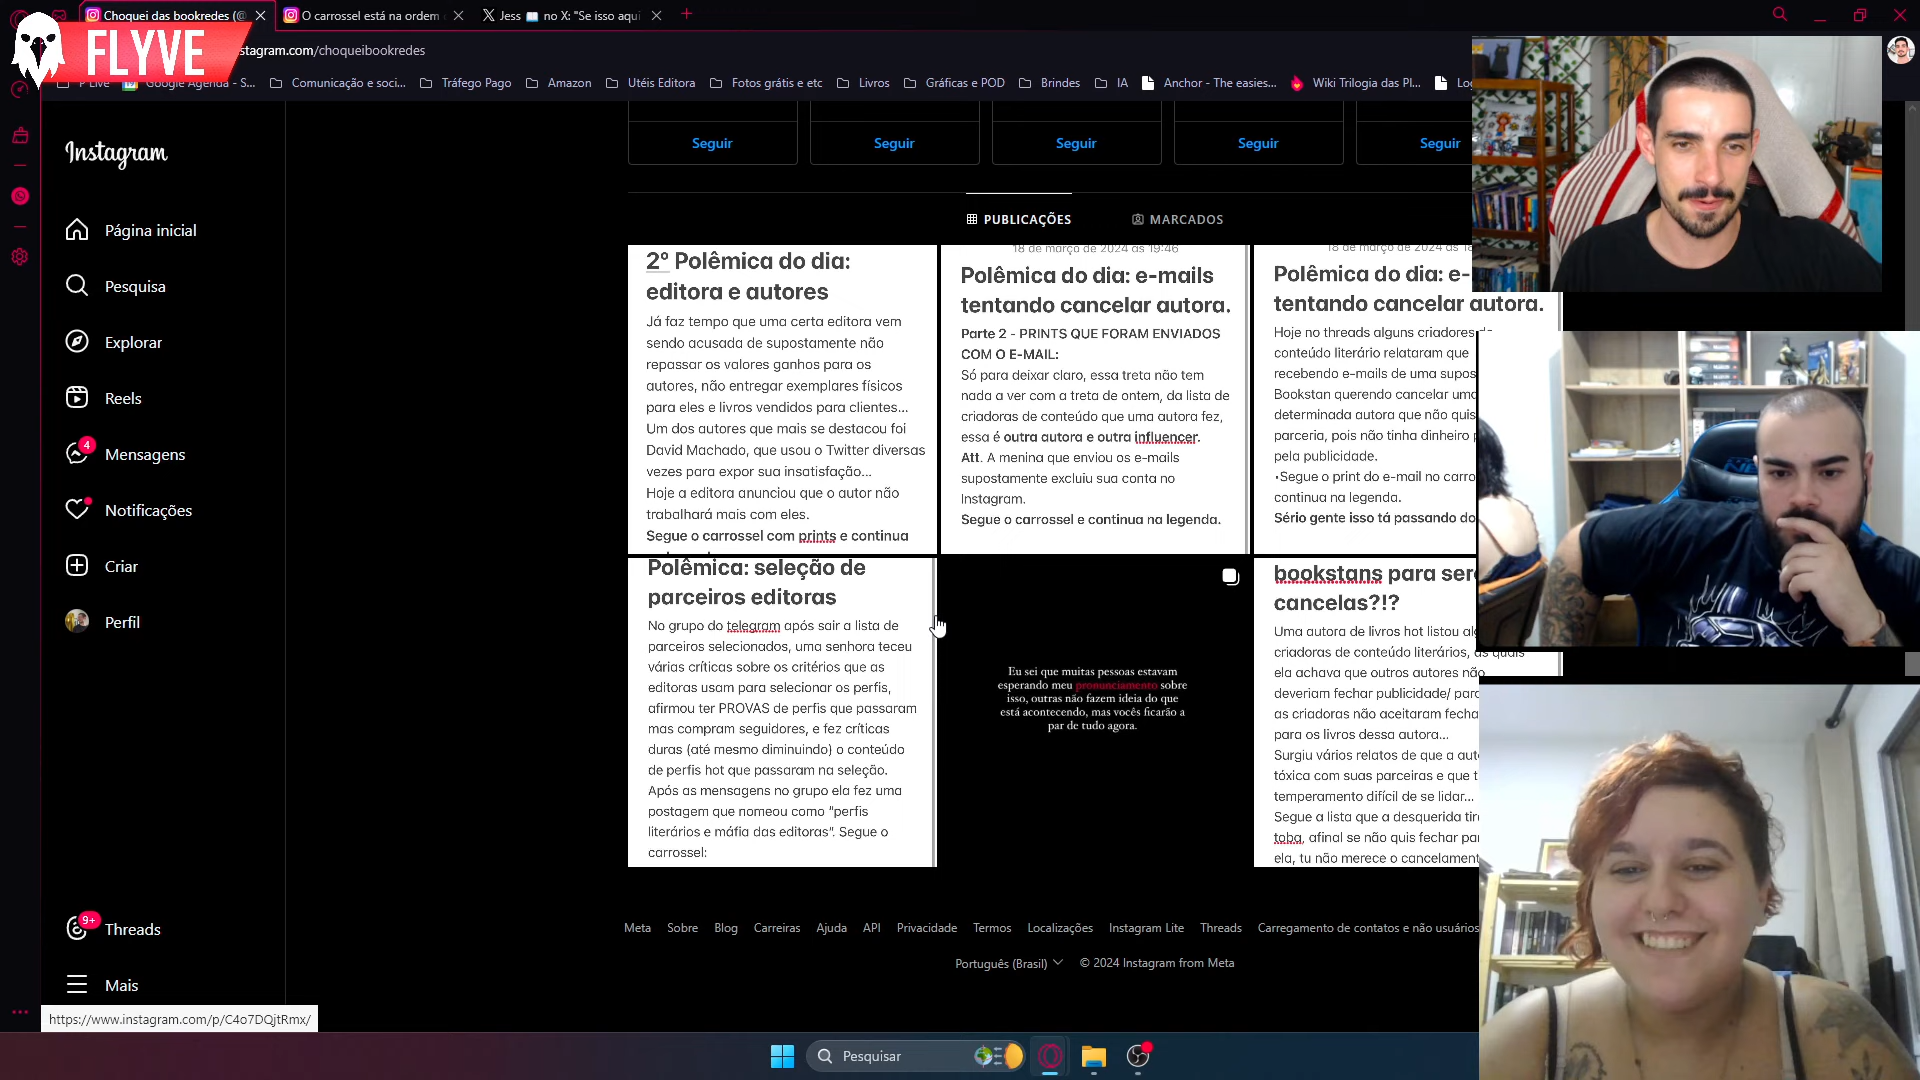 FLYVE
Choquei das bookredes (@
O carrossel está na ordem
Jess no X: "Se isso aqui
stagram.com/choqueibookredes
P Live
Google Agenda - S...
Comunicação e soci...
Tráfego Pago
Amazon
Utéis Editora
Fotos grátis e etc
Livros
Gráficas e POD
Brindes
IA
Anchor - The easies...
Wiki Trilogia das Pl...
Instagram
Página inicial
Pesquisa
Explorar
Reels
4
Mensagens
Notificações
Criar
Perfil
9+
Threads
Mais
https://www.instagram.com/p/C4o7DQjtRmx/
Seguir
Seguir
Seguir
Seguir
Seguir
PUBLICAÇÕES
MARCADOS
2º Polêmica do dia:
editora e autores
Já faz tempo que uma certa editora vem
sendo acusada de supostamente não
repassar os valores ganhos para os
autores, não entregar exemplares físicos
para eles e livros vendidos para clientes...
Um dos autores que mais se destacou foi
David Machado, que usou o Twitter diversas
vezes para expor sua insatisfação...
Hoje a editora anunciou que o autor não
trabalhará mais com eles.
Segue o carrossel com prints e continua
18 de março de 2024 às 19:46
Polêmica do dia: e-mails
tentando cancelar autora.
Parte 2 - PRINTS QUE FORAM ENVIADOS
COM O E-MAIL:
Só para deixar claro, essa treta não tem
nada a ver com a treta de ontem, da lista de
criadoras de conteúdo que uma autora fez,
essa é outra autora e outra influencer.
Att. A menina que enviou os e-mails
supostamente excluiu sua conta no
Instagram.
Segue o carrossel e continua na legenda.
18 de março de 2024 às
Polêmica do dia: e-
tentando cancelar autora.
Hoje no threads alguns criadores
conteúdo literário relataram que
recebendo e-mails de uma
Bookstan querendo cancelar
determinada autora que não
parceria, pois não tinha dinheiro
pela publicidade.
•Segue o print do e-mail no
continua na legenda.
Sério gente isso tá passando
Polêmica: seleção de
parceiros editoras
No grupo do telegram após sair a lista de
parceiros selecionados, uma senhora teceu
várias críticas sobre os critérios que as
editoras usam para selecionar os perfis,
afirmou ter PROVAS de perfis que passaram
mas compram seguidores, e fez críticas
duras (até mesmo diminuindo) o conteúdo
de perfis hot que passaram na seleção.
Após as mensagens no grupo ela fez uma
postagem que nomeou como "perfis
literários e máfia das editoras". Segue o
carrossel:
Eu sei que muitas pessoas estavam
esperando meu pronunciamento sobre
isso, outras não fazem ideia do que
está acontecendo, mas vocês ficarão a
par de tudo agora.
bookstans para
cancelas?!?
Uma autora de livros hot listou
criadoras de conteúdo literários, as quais
ela achava que outros autores não
deveriam fechar publicidade/
as criadoras não aceitaram
para os livros dessa autora...
Surgiu vários relatos de que a
tóxica com suas parceiras e que
temperamento difícil de se lidar...
Segue a lista que a desquerida
toba, afinal se não quis fechar
ela, tu não merece o
Meta
Sobre
Blog
Carreiras
Ajuda
API
Privacidade
Termos
Localizações
Instagram Lite
Threads
Carregamento de contatos e não usuários
Português (Brasil)
© 2024 Instagram from Meta
Pesquisar